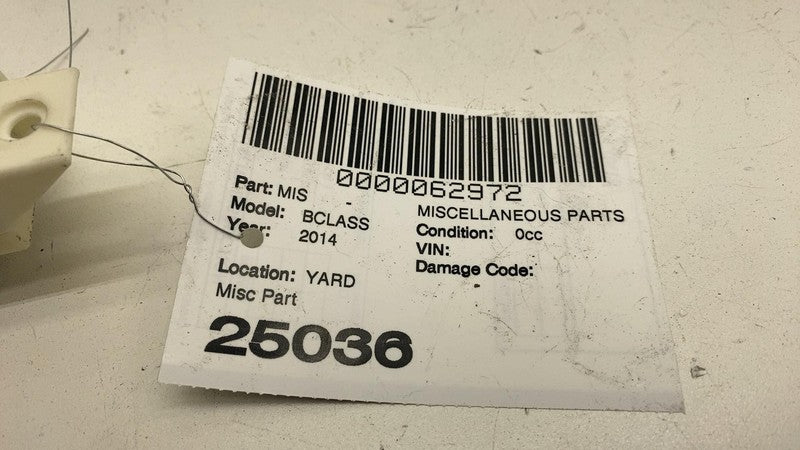 0000062972
Part: MIS
MISCELLANEOUS PARTS
Model: BCLASS
Condition: 0cc
Year: 2014
VIN:
Damage Code:
Location: YARD
Misc Part
25036